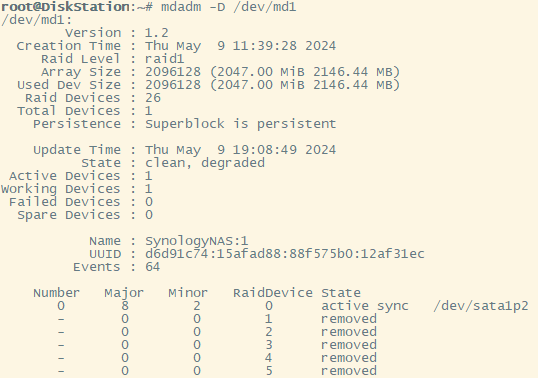 root@DiskStation:~# mdadm -D /dev/md1
/dev/md1:
Version : 1.2
Creation Time : Thu May  9 11:39:28 2024
Raid Level : raid1
Array Size : 2096128 (2047.00 MiB 2146.44 MB)
Used Dev Size : 2096128 (2047.00 MiB 2146.44 MB)
Raid Devices : 26
Total Devices : 1
Persistence : Superblock is persistent
Update Time : Thu May  9 19:08:49 2024
State : clean, degraded
Active Devices : 1
Working Devices : 1
Failed Devices : 0
Spare Devices : 0
Name : SynologyNAS:1
UUID : d6d91c74:15afad88:88f575b0:12af31ec
Events : 64
Number   Major   Minor   RaidDevice State
0       8        2        0      active sync   /dev/sata1p2
-       0        0        1      removed
-       0        0        2      removed
-       0        0        3      removed
-       0        0        4      removed
-       0        0        5      removed